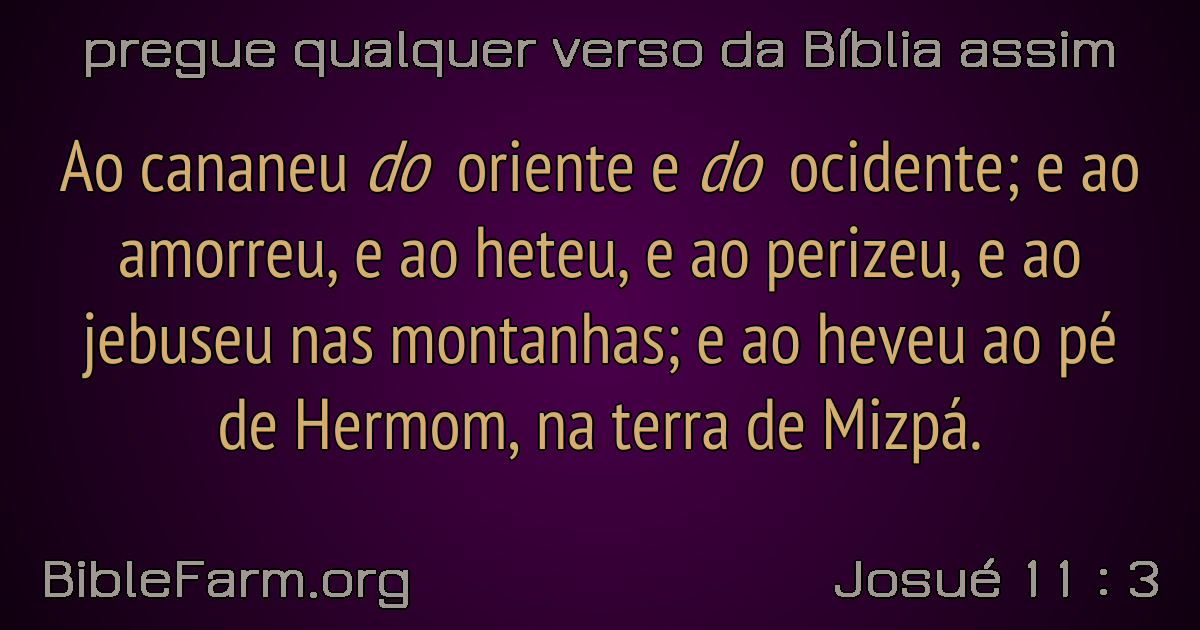 pregue qualquer verso da Bíblia assim
Ao cananeu do oriente e do ocidente; e ao
amorreu, e ao heteu, e ao perizeu, e ao
jebuseu nas montanhas; e ao heveu ao pé
de Hermom, na terra de Mizpá.
BibleFarm.org
Josué 11 : 3